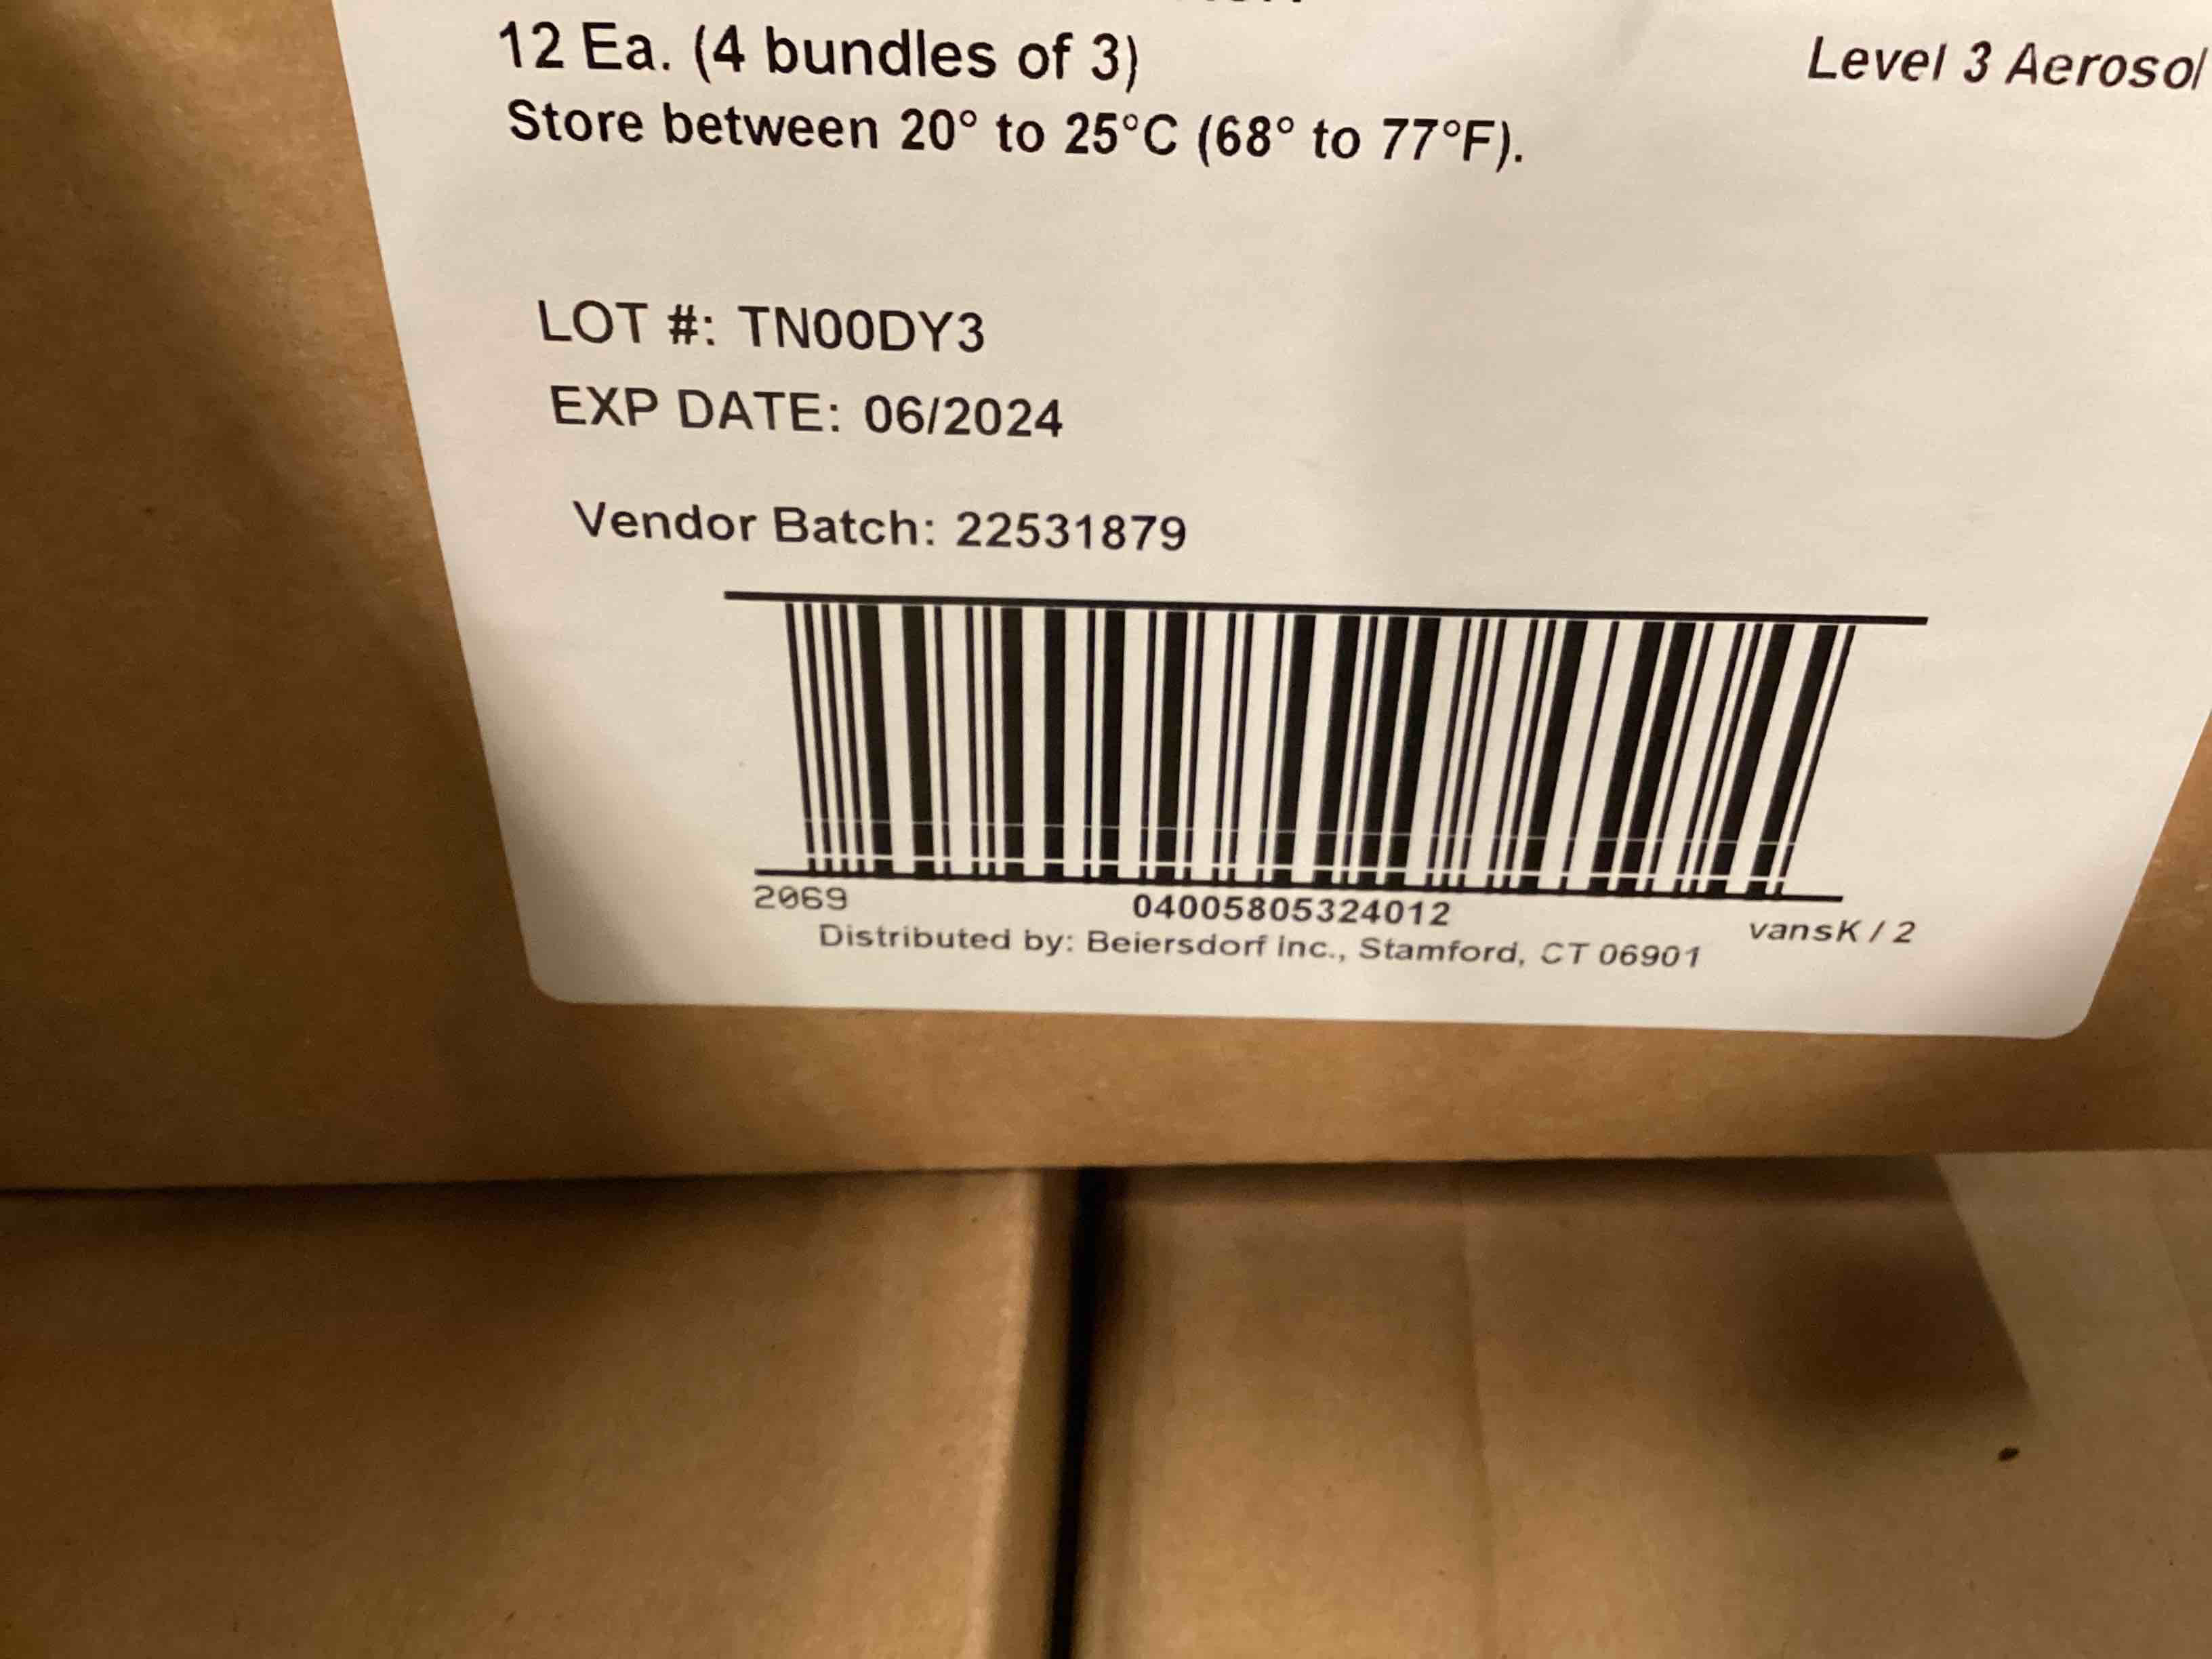 12 Ea. (4 bundles of 3)
Level 3 Aerosol
Store between 20° to 25°C (68° to 77°F).
LOT #: TN00DY3
EXP DATE: 06/2024
Vendor Batch: 22531879
2069
04005805324012
vansK / 2
Distributed by: Beiersdorf Inc., Stamford, CT 06901